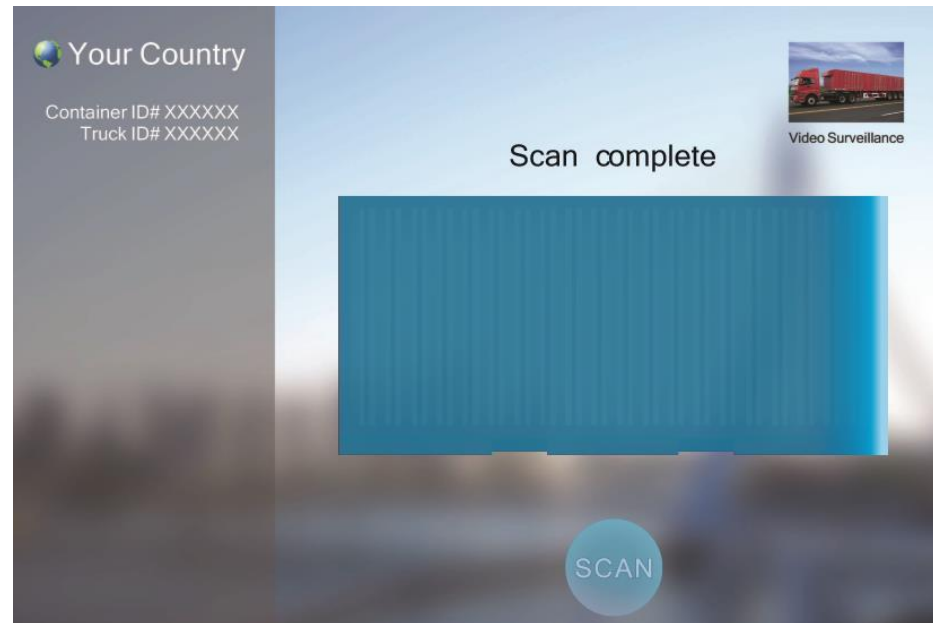 Your Country
Container ID# XXXXXX
Truck ID# XXXXXX
Video Surveillance
Scan complete
SCAN